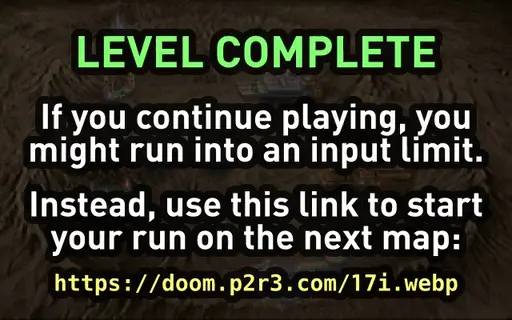 LEVEL COMPLETE
If you continue playing, you
might run into an input limit.
Instead, use this link to start
your run on the next map:
https://doom.p2r3.com/17i.webp